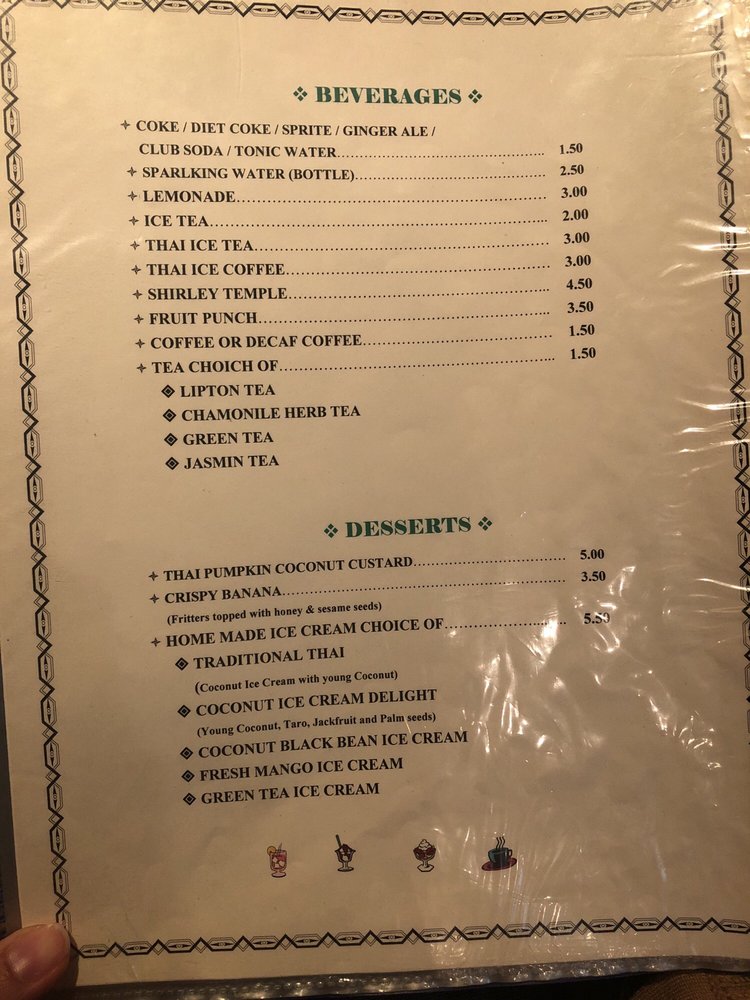 BEVERAGES
COKE / DIET COKE / SPRITE / GINGER ALE /
CLUB SODA / TONIC WATER 1.50
SPARLKING WATER (BOTTLE) 2.50
LEMONADE 3.00
ICE TEA 2.00
THAI ICE TEA 3.00
THAI ICE COFFEE 3.00
SHIRLEY TEMPLE 4.50
FRUIT PUNCH 3.50
COFFEE OR DECAF COFFEE 1.50
TEA CHOICH OF 1.50
LIPTON TEA
CHAMONILE HERB TEA
GREEN TEA
JASMIN TEA
DESSERTS
THAI PUMPKIN COCONUT CUSTARD 5.00
CRISPY BANANA 3.50
(Fritters topped with honey & sesame seeds)
HOME MADE ICE CREAM CHOICE OF 5.50
TRADITIONAL THAI
(Coconut Ice Cream with young Coconut)
COCONUT ICE CREAM DELIGHT
(Young Coconut, Taro, Jackfruit and Palm seeds)
COCONUT BLACK BEAN ICE CREAM
FRESH MANGO ICE CREAM
GREEN TEA ICE CREAM